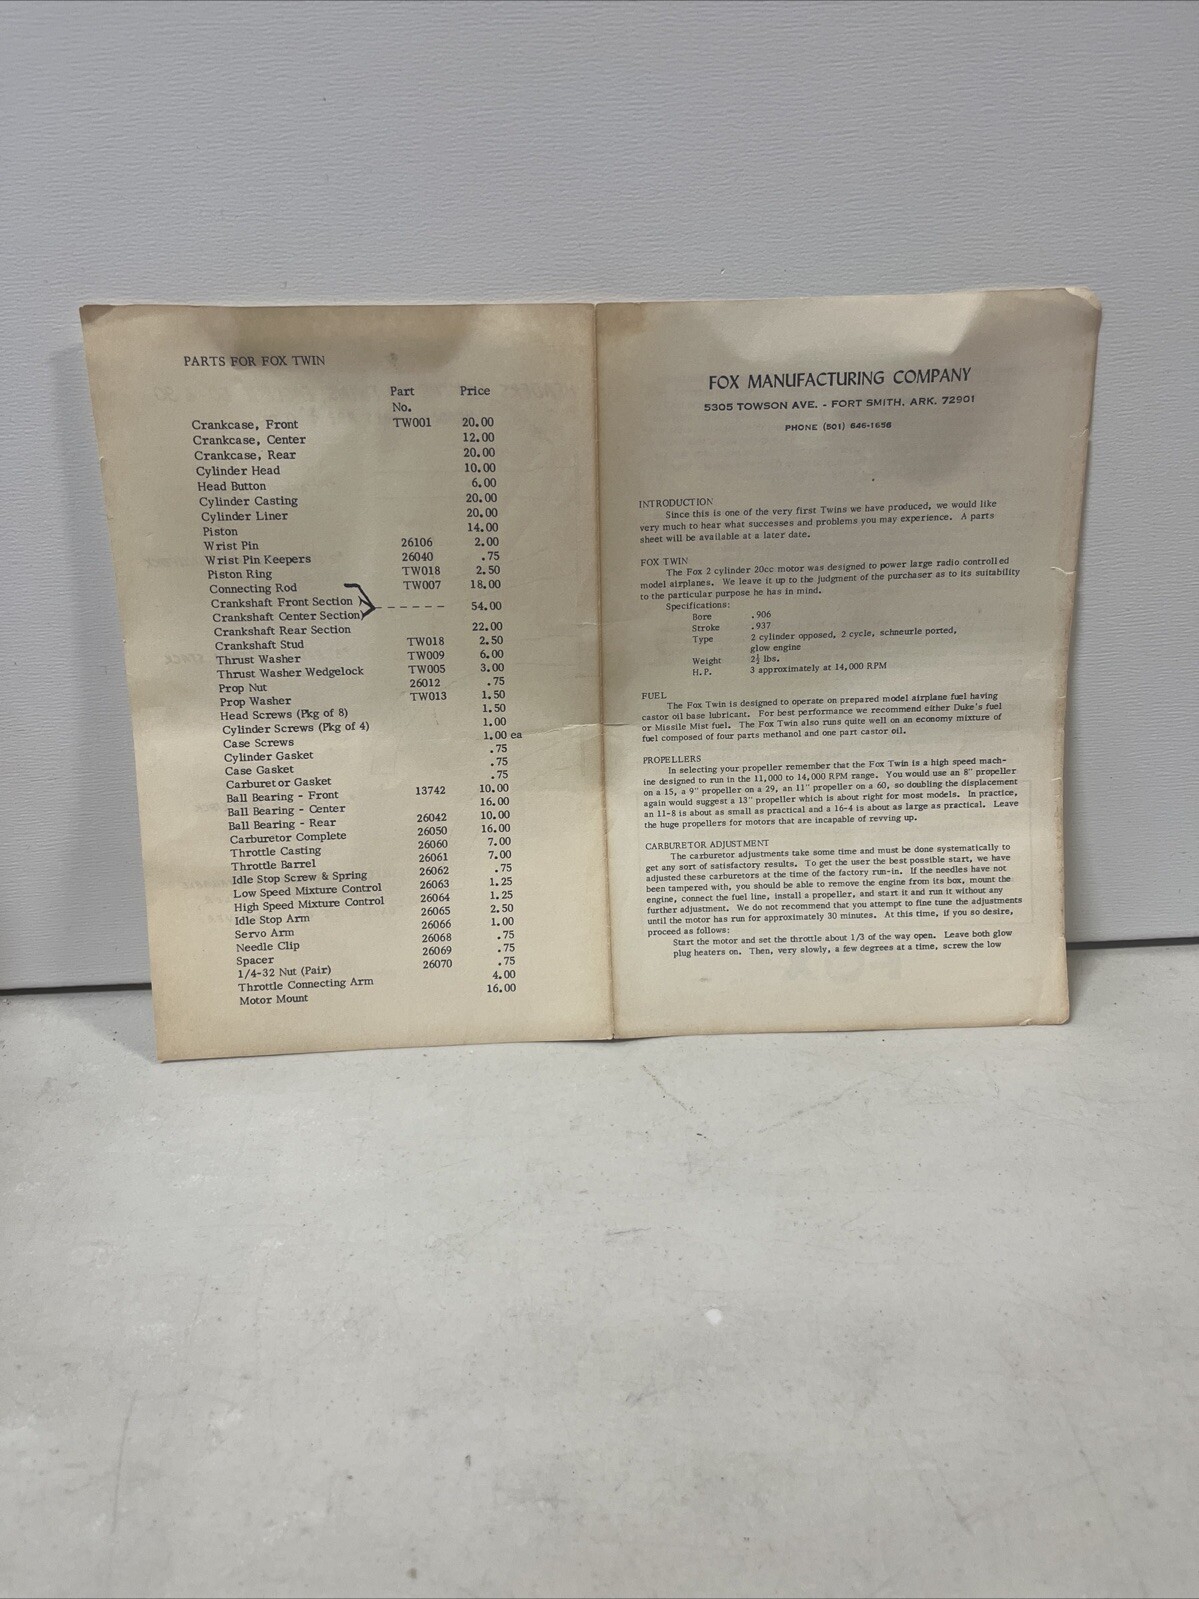 PARTS FOR FOX TWIN
Part No. Price
Crankcase, Front TW001 20.00
Crankcase, Center 12.00
Crankcase, Rear 20.00
Cylinder Head 10.00
Head Button 6.00
Cylinder Casting 20.00
Cylinder Liner 20.00
Piston 14.00
Wrist Pin 26106 2.00
Wrist Pin Keepers 26040 .75
Piston Ring TW018 2.50
Connecting Rod TW007 18.00
Crankshaft Front Section )
Crankshaft Center Section) ------ 54.00
Crankshaft Rear Section 22.00
Crankshaft Stud TW018 2.50
Thrust Washer TW009 6.00
Thrust Washer Wedgelock TW005 3.00
Prop Nut 26012 .75
Prop Washer TW013 1.50
Head Screws (Pkg of 8) 1.50
Cylinder Screws (Pkg of 4) 1.00
Case Screws 1.00 ea
Cylinder Gasket .75
Case Gasket .75
Carburetor Gasket .75
Ball Bearing - Front 13742 10.00
Ball Bearing - Center 16.00
Ball Bearing - Rear 26042 10.00
Carburetor Complete 26050 16.00
Throttle Casting 26060 7.00
Throttle Barrel 26061 7.00
Idle Stop Screw & Spring 26062 .75
Low Speed Mixture Control 26063 1.25
High Speed Mixture Control 26064 1.25
Idle Stop Arm 26065 2.50
Servo Arm 26066 1.00
Needle Clip 26068 .75
Spacer 26069 .75
1/4-32 Nut (Pair) 26070 .75
Throttle Connecting Arm 4.00
Motor Mount 16.00
FOX MANUFACTURING COMPANY
5305 TOWSON AVE. - FORT SMITH, ARK. 72901
PHONE (501) 646-1656
INTRODUCTION
Since this is one of the very first Twins we have produced, we would like
very much to hear what successes and problems you may experience. A parts
sheet will be available at a later date.
FOX TWIN
The Fox 2 cylinder 20cc motor was designed to power large radio controlled
model airplanes. We leave it up to the judgment of the purchaser as to its suitability
to the particular purpose he has in mind.
Specifications:
Bore .906
Stroke .937
Type 2 cylinder opposed, 2 cycle, schneurle ported,
glow engine
Weight 2½ lbs.
H.P. 3 approximately at 14,000 RPM
FUEL
The Fox Twin is designed to operate on prepared model airplane fuel having
castor oil base lubricant. For best performance we recommend either Duke's fuel
or Missile Mist fuel. The Fox Twin also runs quite well on an economy mixture of
fuel composed of four parts methanol and one part castor oil.
PROPELLERS
In selecting your propeller remember that the Fox Twin is a high speed mach-
ine designed to run in the 11,000 to 14,000 RPM range. You would use an 8" propeller
on a 15, a 9" propeller on a 29, an 11" propeller on a 60, so doubling the displacement
again would suggest a 13" propeller which is about right for most models. In practice,
an 11-8 is about as small as practical and a 16-4 is about as large as practical. Leave
the huge propellers for motors that are incapable of revving up.
CARBURETOR ADJUSTMENT
The carburetor adjustments take some time and must be done systematically to
get any sort of satisfactory results. To get the user the best possible start, we have
adjusted these carburetors at the time of the factory run-in. If the needles have not
been tampered with, you should be able to remove the engine from its box, mount the
engine, connect the fuel line, install a propeller, and start it and run it without any
further adjustment. We do not recommend that you attempt to fine tune the adjustments
until the motor has run for approximately 30 minutes. At this time, if you so desire,
proceed as follows:
Start the motor and set the throttle about 1/3 of the way open. Leave both glow
plug heaters on. Then, very slowly, a few degrees at a time, screw the low